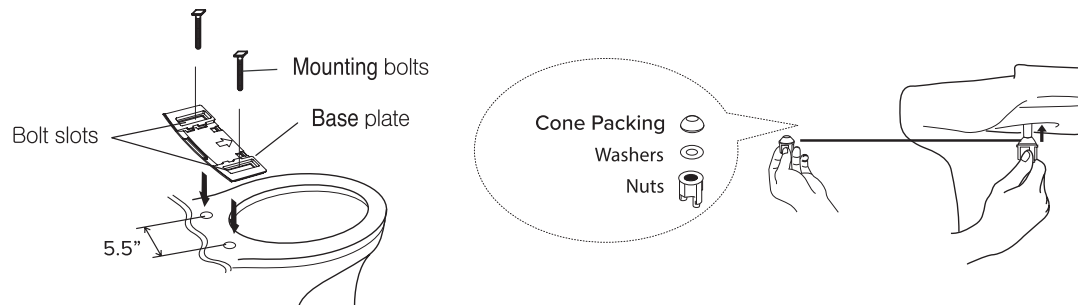 Mounting bolts
Base plate
Bolt slots
5.5”
Cone Packing
Washers
Nuts